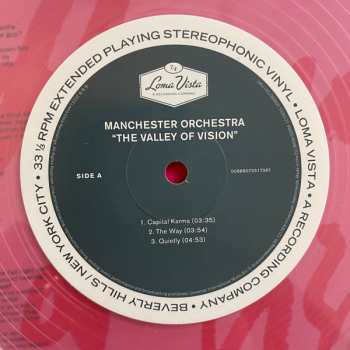 33 ⅓ RPM EXTENDED PLAYING STEREOPHONIC VINYL • LOMA VISTA • A RECORDING COMPANY • BEVERLY HILLS / NEW YORK CITY •
Loma Vista
A RECORDING COMPANY
MANCHESTER ORCHESTRA
"THE VALLEY OF VISION"
SIDE A
1. Capital Karma (03:35)
2. The Way (03:54)
3. Quietly (04:53)